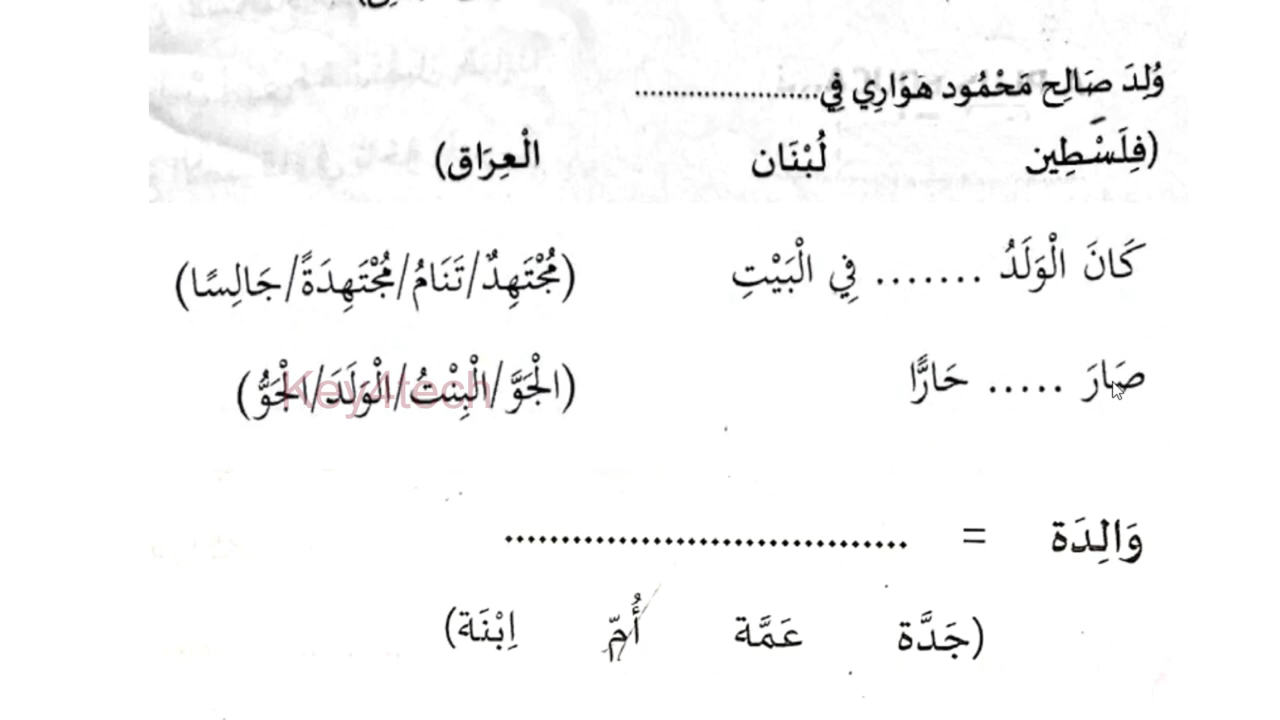 وُلِدَ صَالِح مَحْمُود هَوَارِي فِي........................
(فِلَسْطِين لُبْنَان الْعِرَاق)
كَانَ الْوَلَدُ ....... فِي الْبَيْتِ (مُجْتَهِدٌ/تَنَامُ/مُجْتَهِدَةً/جَالِسًا)
صَارَ ..... حَارًّا (الْجَوَّ/الْبِنْتُ/الْوَلَدَ/الْجَوُّ)
Key4tech
وَالِدَة = ....................................
(جَدَّة عَمَّة أُمّ اِبْنَة)